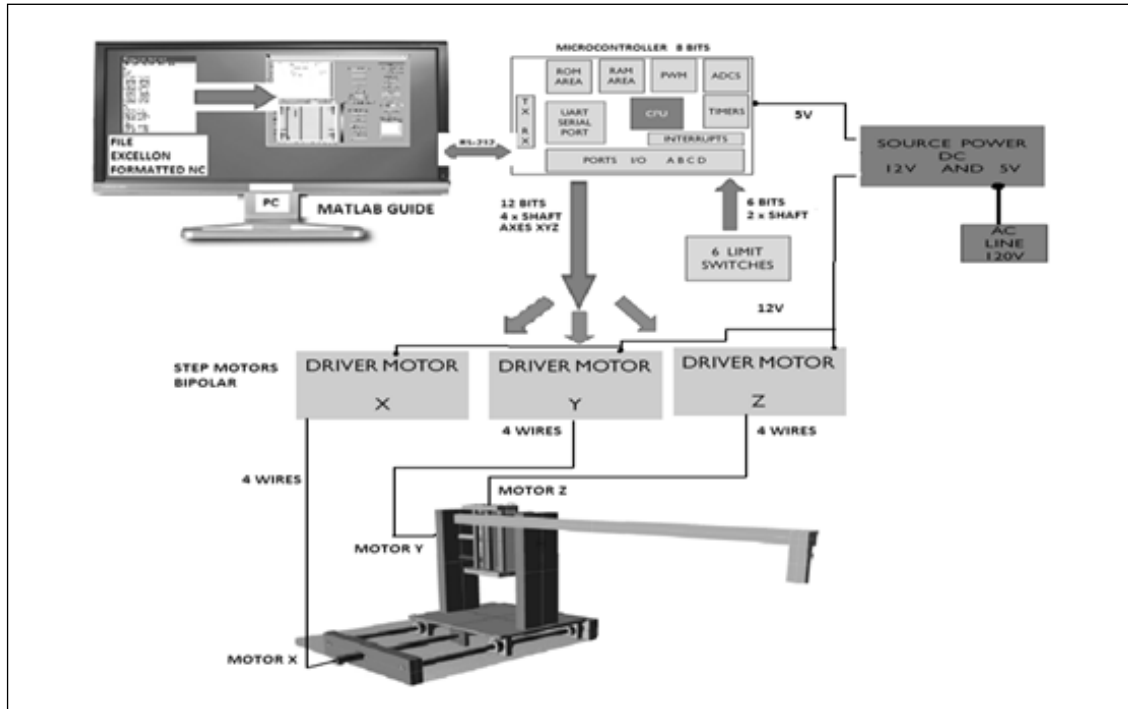 MICROCONTROLLER 8 BITS
ROM
AREA
RAM
AREA
PWM
ADCS
TX RX
UART
SERIAL
PORT
CPU
TIMERS
INTERRUPTS
PORTS I/O A B C D
FILE
EXCELLON
FORMATTED NC
PC
MATLAB GUIDE
RS-232
5V
SOURCE POWER
DC
12V AND 5V
AC
LINE
120V
12 BITS
4 x SHAFT
AXES XYZ
6 BITS
2 x SHAFT
6 LIMIT
SWITCHES
12V
STEP MOTORS
BIPOLAR
DRIVER MOTOR
X
DRIVER MOTOR
Y
DRIVER MOTOR
Z
4 WIRES
4 WIRES
4 WIRES
MOTOR Z
MOTOR Y
MOTOR X